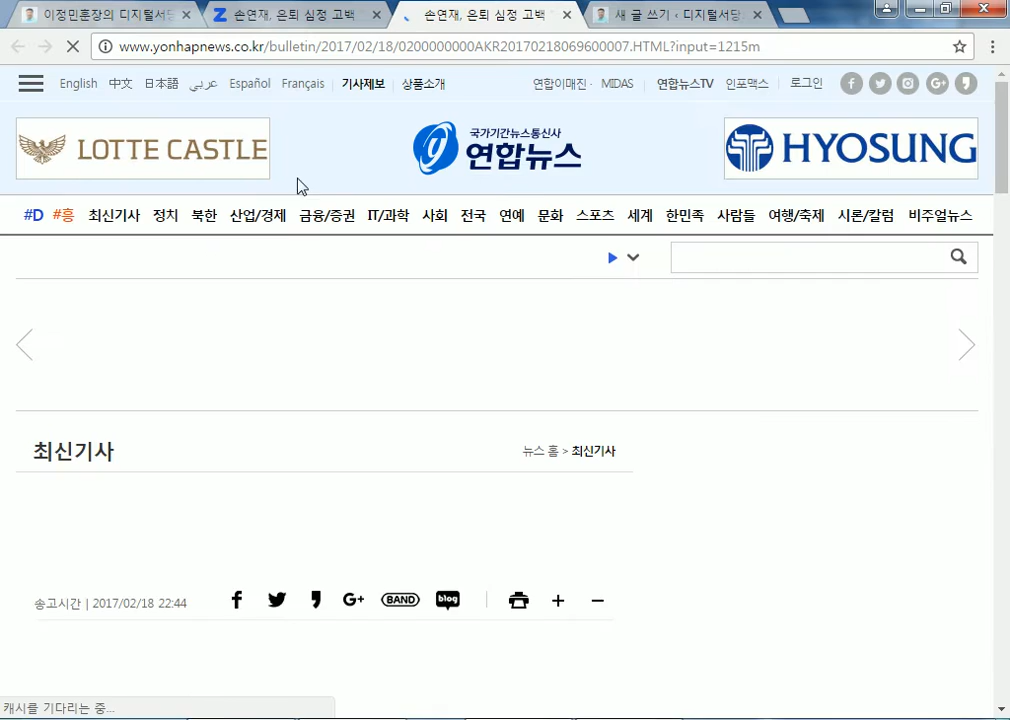 이정민훈장의 디지털서당
손연재, 은퇴 심정 고백
손연재, 은퇴 심정 고백
새 글 쓰기 ‹ 디지털서당
www.yonhapnews.co.kr/bulletin/2017/02/18/0200000000AKR20170218069600007.HTML?input=1215m
English 中文 日本語 عربي Español Français 기사제보 상품소개 연합이매진 MIDAS 연합뉴스TV 인포맥스 로그인
LOTTE CASTLE
국가기간뉴스통신사
연합뉴스
HYOSUNG
#D #흥 최신기사 정치 북한 산업/경제 금융/증권 IT/과학 사회 전국 연예 문화 스포츠 세계 한민족 사람들 여행/축제 시론/칼럼 비주얼뉴스
최신기사
뉴스 홈 > 최신기사
송고시간 | 2017/02/18 22:44
G+ BAND blog
캐시를 기다리는 중...